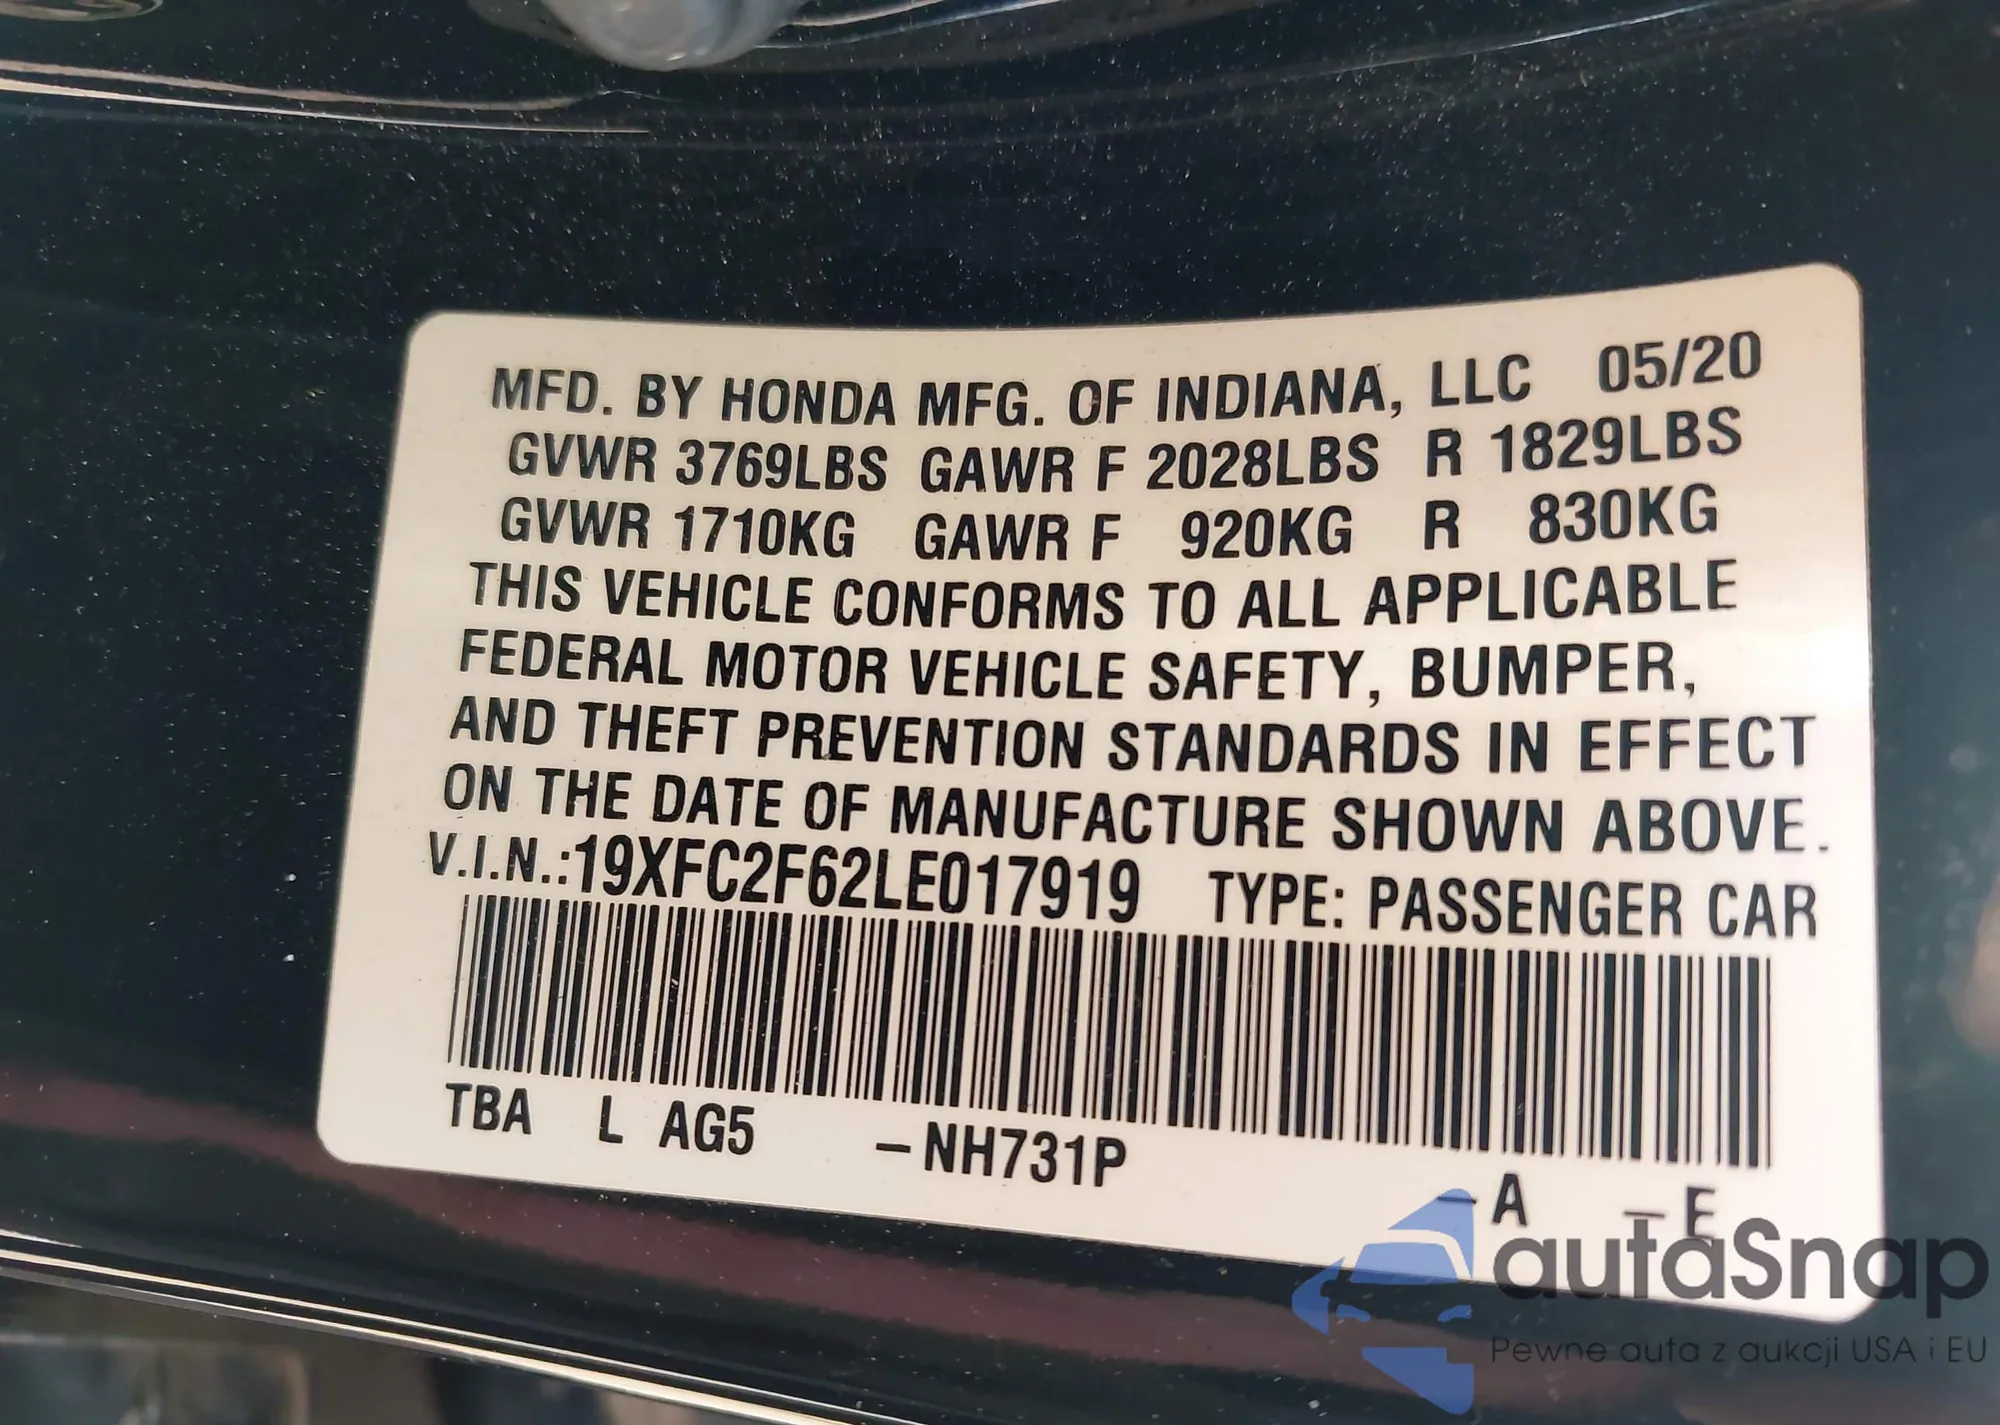 MFD. BY HONDA MFG. OF INDIANA, LLC 05/20
GVWR 3769LBS GAWR F 2028LBS R 1829LBS
GVWR 1710KG GAWR F 920KG R 830KG
THIS VEHICLE CONFORMS TO ALL APPLICABLE
FEDERAL MOTOR VEHICLE SAFETY, BUMPER,
AND THEFT PREVENTION STANDARDS IN EFFECT
ON THE DATE OF MANUFACTURE SHOWN ABOVE.
V.I.N.:19XFC2F62LE017919 TYPE: PASSENGER CAR
TBA L AG5 -NH731P -A -E
autaSnap
Pewne auta z aukcji USA i EU